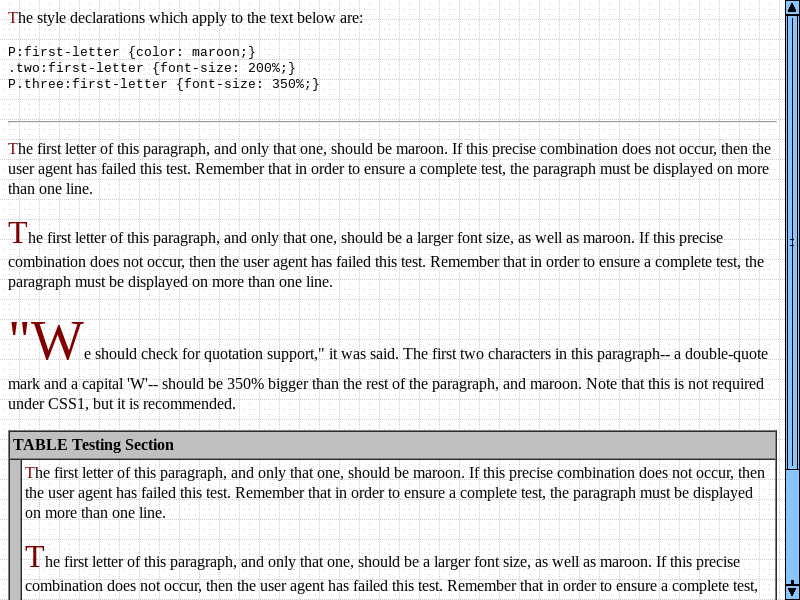 The style declarations which apply to the text below are:
P:first-letter {color: maroon;}
.two:first-letter {font-size: 200%;}
P.three:first-letter {font-size: 350%;}
The first letter of this paragraph, and only that one, should be maroon. If this precise combination does not occur, then the
user agent has failed this test. Remember that in order to ensure a complete test, the paragraph must be displayed on more
than one line.
The first letter of this paragraph, and only that one, should be a larger font size, as well as maroon. If this precise
combination does not occur, then the user agent has failed this test. Remember that in order to ensure a complete test, the
paragraph must be displayed on more than one line.
"We should check for quotation support," it was said. The first two characters in this paragraph-- a double-quote
mark and a capital 'W'-- should be 350% bigger than the rest of the paragraph, and maroon. Note that this is not required
under CSS1, but it is recommended.
TABLE Testing Section
The first letter of this paragraph, and only that one, should be maroon. If this precise combination does not occur, then
the user agent has failed this test. Remember that in order to ensure a complete test, the paragraph must be displayed
on more than one line.
The first letter of this paragraph, and only that one, should be a larger font size, as well as maroon. If this precise
combination does not occur, then the user agent has failed this test. Remember that in order to ensure a complete test,